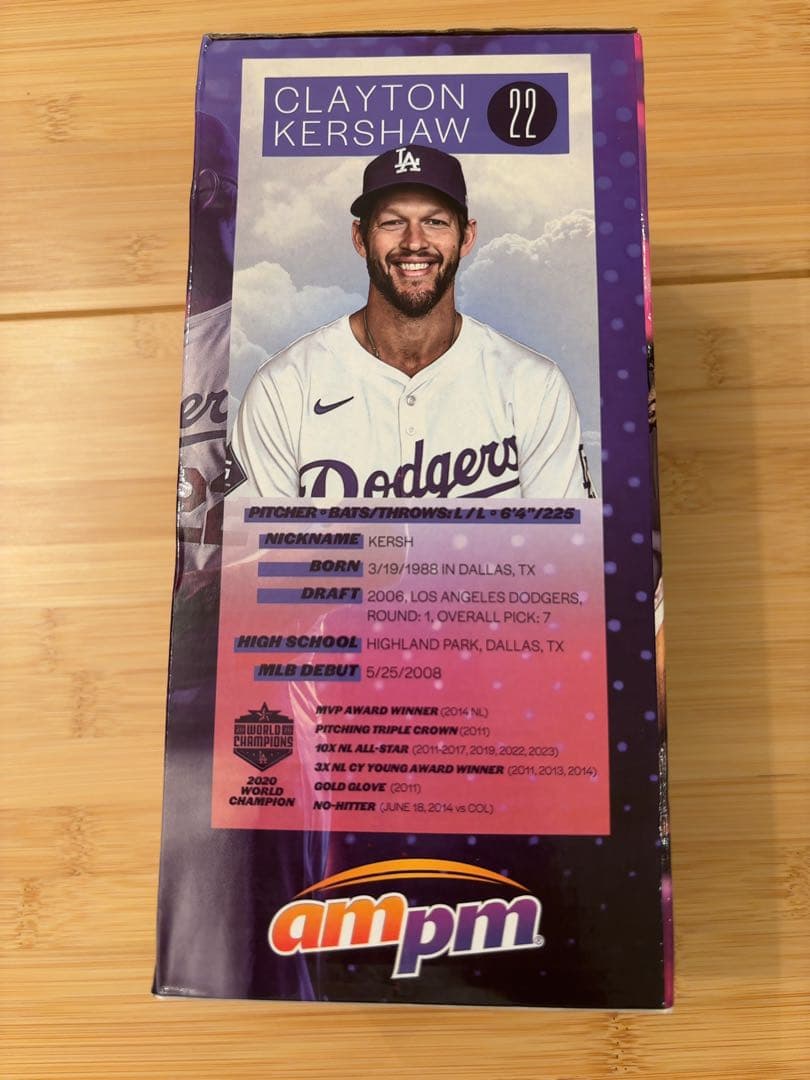 CLAYTON
KERSHAW
22
LA
Dodgers
er
PITCHER • BATS/THROWS: L / L • 6'4"/225
NICKNAME KERSH
BORN 3/19/1988 IN DALLAS, TX
DRAFT 2006, LOS ANGELES DODGERS,
ROUND: 1, OVERALL PICK: 7
HIGH SCHOOL HIGHLAND PARK, DALLAS, TX
MLB DEBUT 5/25/2008
MVP AWARD WINNER (2014 NL)
PITCHING TRIPLE CROWN (2011)
10X NL ALL-STAR (2011-2017, 2019, 2022, 2023)
3X NL CY YOUNG AWARD WINNER (2011, 2013, 2014)
GOLD GLOVE (2011)
NO-HITTER (JUNE 18, 2014 vs COL)
WORLD
CHAMPIONS
LA
2020
WORLD
CHAMPION
ampm®